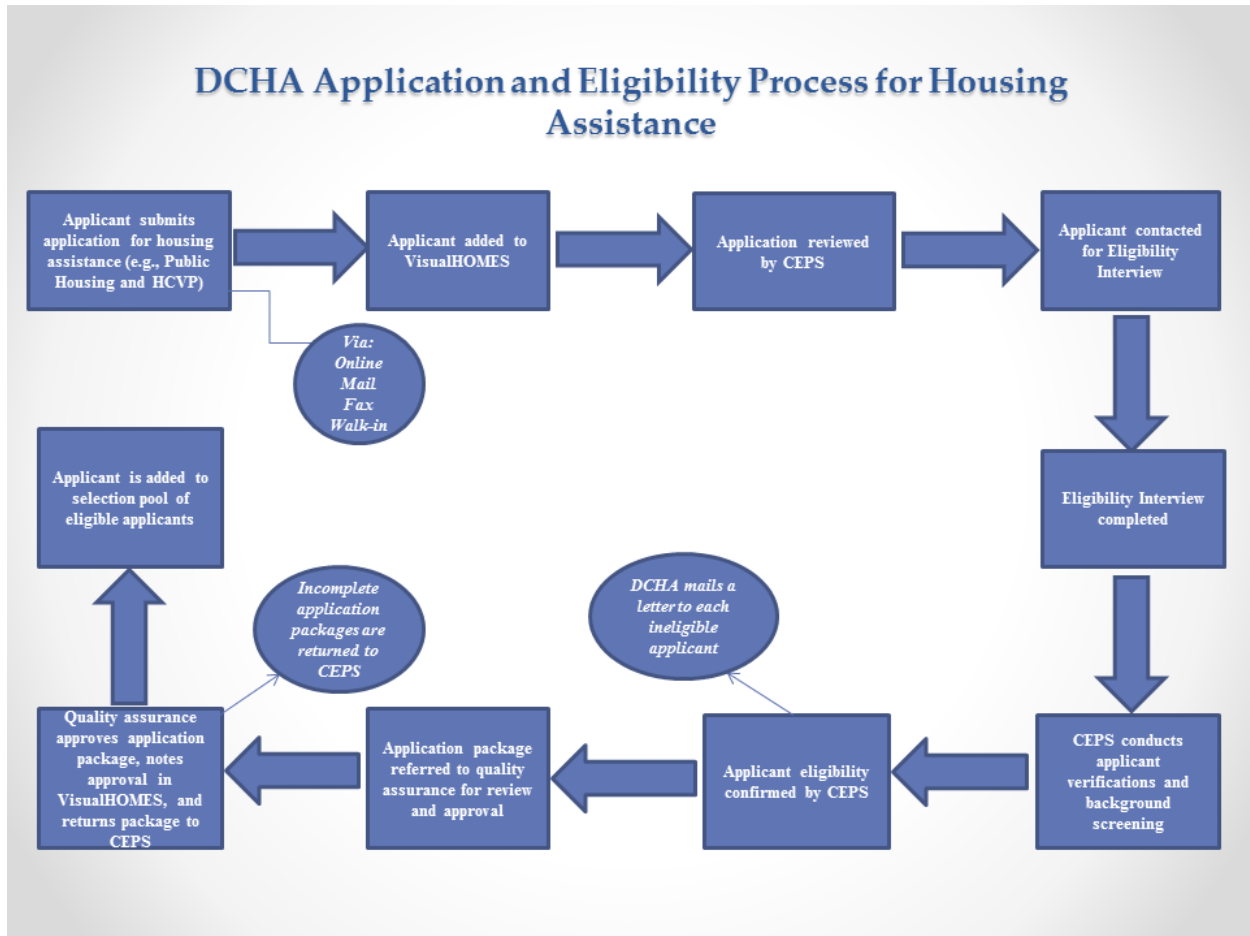 DCHA Application and Eligibility Process for Housing
Assistance
Applicant submits
application for housing
assistance (e.g., Public
Housing and HCVP)
Applicant added to
VisualHOMES
Application reviewed
by CEPS
Applicant contacted
for Eligibility
Interview
Via:
Online
Mail
Fax
Walk-in
Eligibility Interview
completed
CEPS conducts
applicant
verifications and
background
screening
Applicant eligibility
confirmed by CEPS
DCHA mails a
letter to each
ineligible
applicant
Application package
referred to quality
assurance for review
and approval
Quality assurance
approves application
package, notes
approval in
VisualHOMES, and
returns package to
CEPS
Incomplete
application
packages are
returned to
CEPS
Applicant is added to
selection pool of
eligible applicants